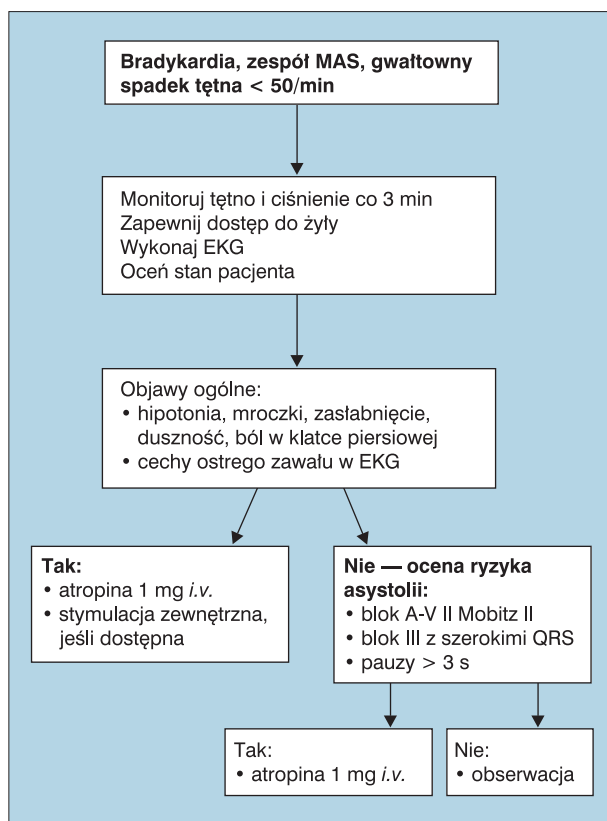 Bradykardia, zespół MAS, gwałtowny
spadek tętna < 50/min
Monitoruj tętno i ciśnienie co 3 min
Zapewnij dostęp do żyły
Wykonaj EKG
Oceń stan pacjenta
Objawy ogólne:
• hipotonia, mroczki, zasłabnięcie,
duszność, ból w klatce piersiowej
• cechy ostrego zawału w EKG
Tak:
• atropina 1 mg i.v.
• stymulacja zewnętrzna,
jeśli dostępna
Nie — ocena ryzyka
asystolii:
• blok A-V II Mobitz II
• blok III z szerokimi QRS
• pauzy > 3 s
Tak:
• atropina 1 mg i.v.
Nie:
• obserwacja